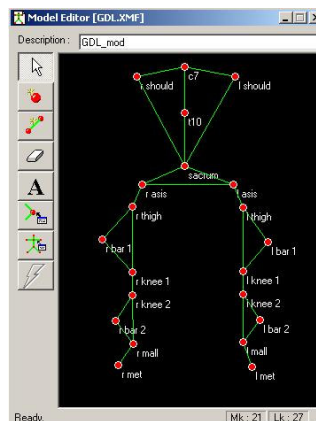 Model Editor [GDL.XMF]
Description : GDL_mod
r should c7 l should
t10
sacrum
r asis l asis
r thigh l thigh
r bar 1 l bar 1
r knee 1 l knee 1
r knee 2 l knee 2
r bar 2 l bar 2
r mall l mall
r met l met
A
Ready. Mk : 21 Lk : 27